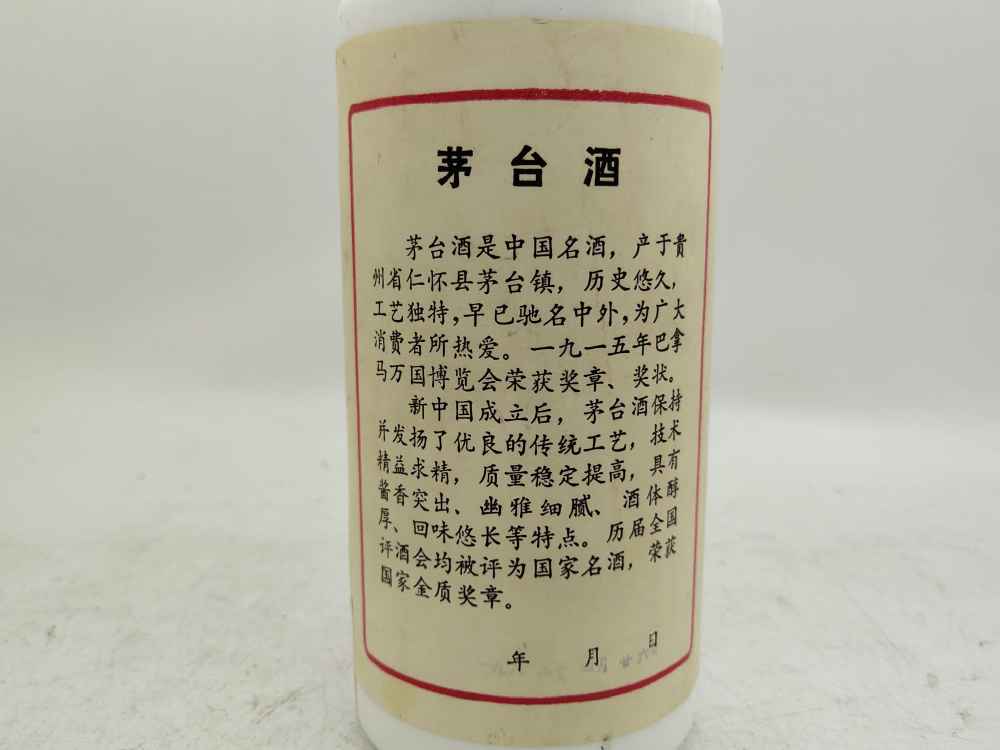 茅台酒
茅台酒是中国名酒，产于贵
州省仁怀县茅台镇，历史悠久，
工艺独特，早已驰名中外，为广大
消费者所热爱。一九一五年巴拿
马万国博览会荣获奖章、奖状。
新中国成立后，茅台酒保持
并发扬了优良的传统工艺，技术
精益求精，质量稳定提高，具有
酱香突出、幽雅细腻、酒体醇
厚、回味悠长等特点。历届全国
评酒会均被评为国家名酒，荣获
国家金质奖章。
年 月 日